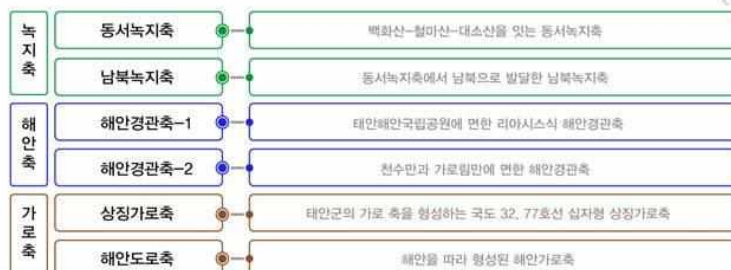 녹지축
동서녹지축
백화산-철마산-대소산을 잇는 동서녹지축
남북녹지축
동서녹지축에서 남북으로 발달한 남북녹지축
해안축
해안경관축-1
태안해안국립공원에 면한 리아시스식 해안경관축
해안경관축-2
천수만과 가로림만에 면한 해안경관축
가로축
상징가로축
태안군의 가로 축을 형성하는 국도 32, 77호선 십자형 상징가로축
해안도로축
해안을 따라 형성된 해안가로축